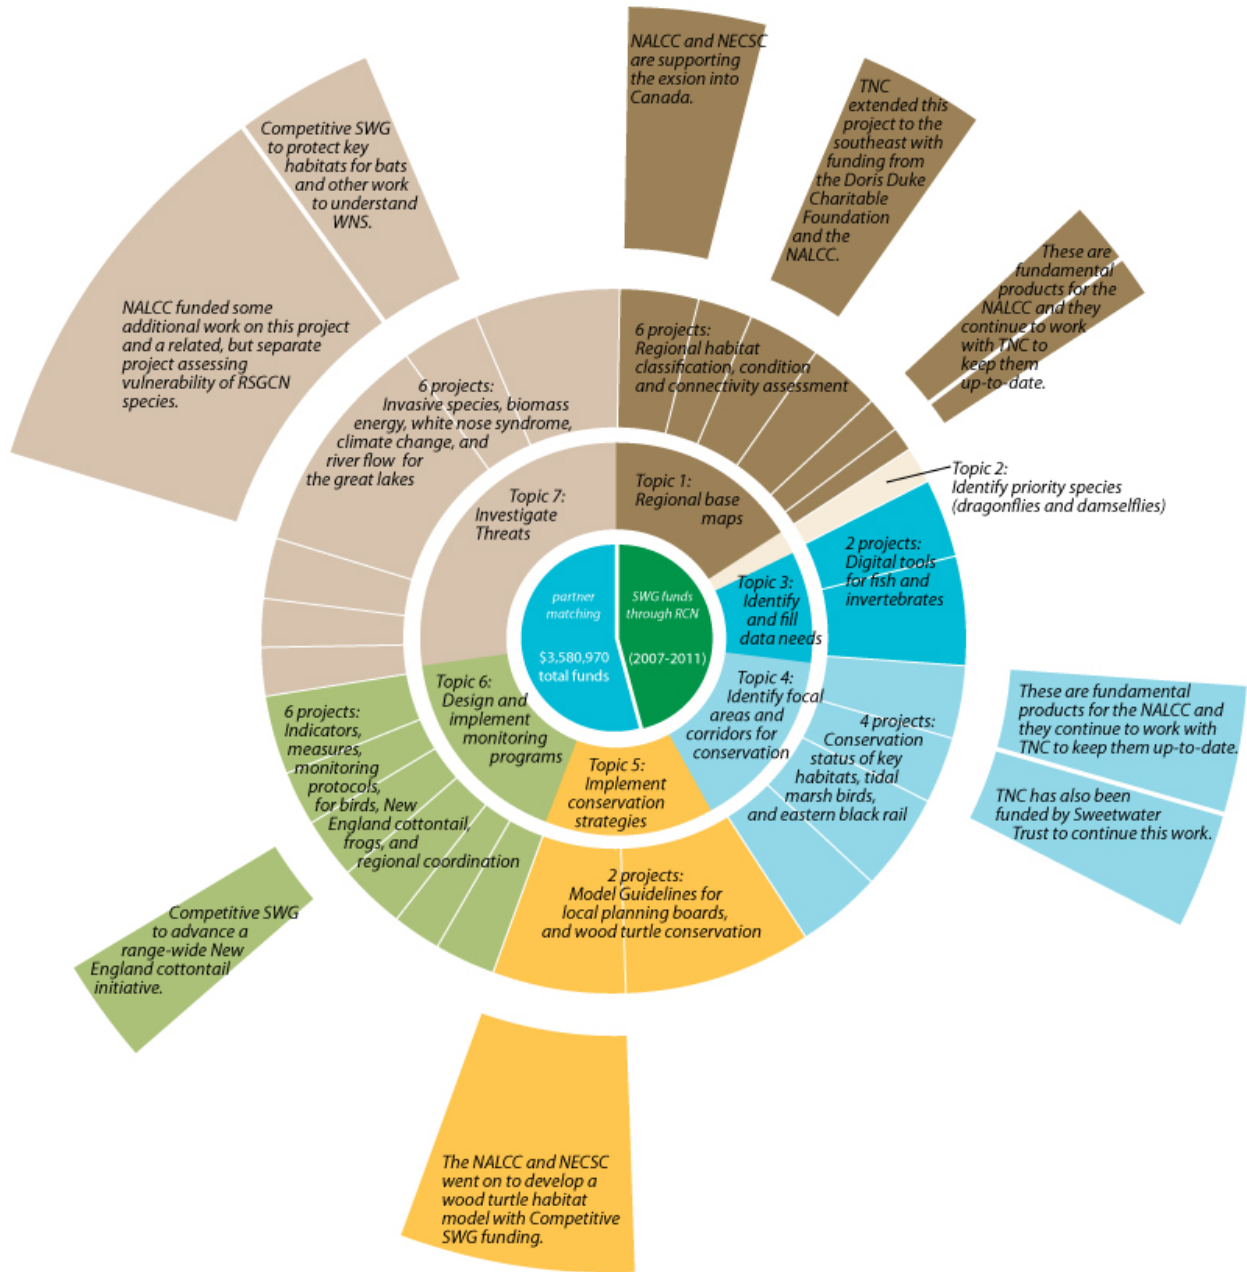 NALCC and NECSC
are supporting
the exsion into
Canada.
TNC
extended this
project to the
southeast with
funding from
the Doris Duke
Charitable
Foundation
and the
NALCC.
These are
fundamental
products for the
NALCC and they
continue to work
with TNC to
keep them
up-to-date.
Competitive SWG
to protect key
habitats for bats
and other work
to understand
WNS.
NALCC funded some
additional work on this project
and a related, but separate
project assessing
vulnerability of RSGCN
species.
6 projects:
Regional habitat
classification, condition
and connectivity assessment
6 projects:
Invasive species, biomass
energy, white nose syndrome,
climate change, and
river flow for
the great lakes
Topic 1:
Regional base
maps
Topic 2:
Identify priority species
(dragonflies and damselflies)
Topic 7:
Investigate
Threats
2 projects:
Digital tools
for fish and
invertebrates
Topic 3:
Identify
and fill
data needs
partner
matching
$3,580,970
total funds
SWG funds
through RCN
(2007-2011)
Topic 4:
Identify focal
areas and
corridors for
conservation
Topic 6:
Design and
implement
monitoring
programs
4 projects:
Conservation
status of key
habitats, tidal
marsh birds,
and eastern black rail
These are fundamental
products for the NALCC and
they continue to work with
TNC to keep them up-to-date.
TNC has also been
funded by Sweetwater
Trust to continue this work.
6 projects:
Indicators,
measures,
monitoring
protocols,
for birds, New
England cottontail,
frogs, and
regional coordination
Topic 5:
Implement
conservation
strategies
2 projects:
Model Guidelines for
local planning boards,
and wood turtle conservation
Competitive SWG
to advance a
range-wide New
England cottontail
initiative.
The NALCC and NECSC
went on to develop a
wood turtle habitat
model with Competitive
SWG funding.